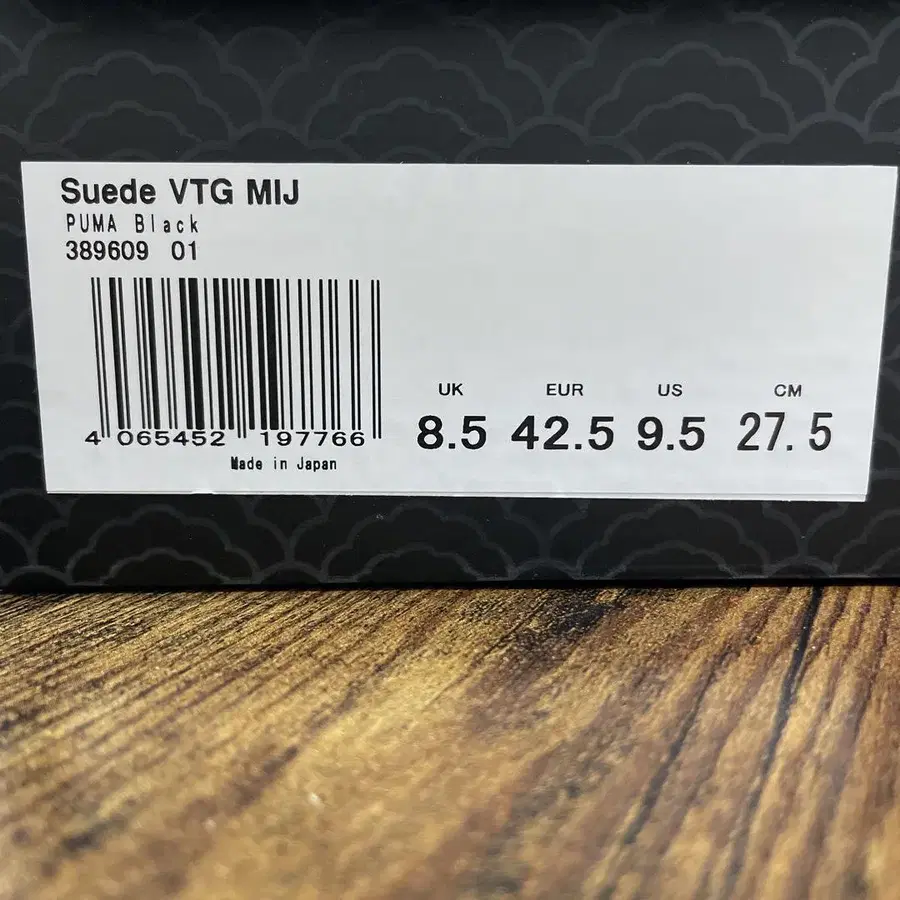 Suede VTG MIJ
PUMA Black
389609 01
4 065452 197766
Made in Japan
UK EUR US CM
8.5 42.5 9.5 27.5